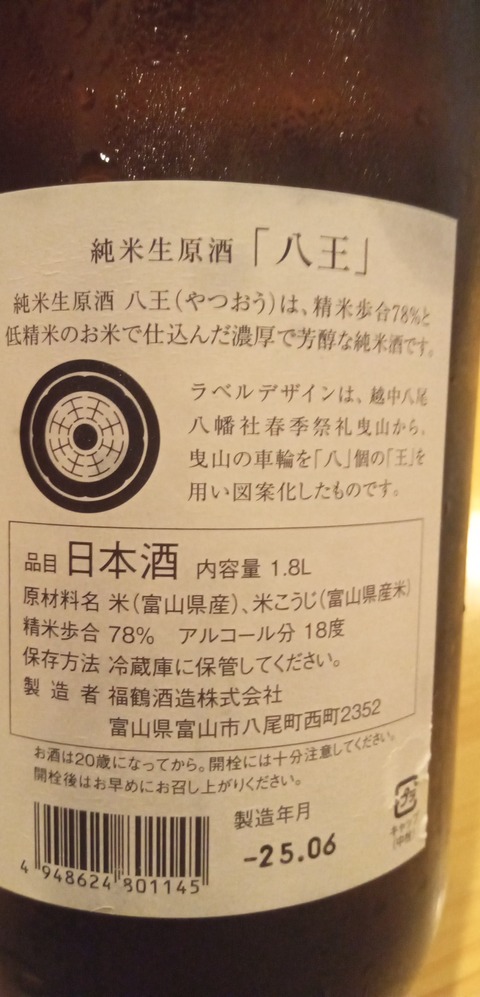 純米生原酒「八王」
純米生原酒 八王(やつおう)は、精米歩合78%と
低精米のお米で仕込んだ濃厚で芳醇な純米酒です。
ラベルデザインは、越中八尾
八幡社春季祭礼曳山から、
曳山の車輪を「八」個の「王」を
用い図案化したものです。
品目 日本酒 内容量 1.8L
原材料名 米(富山県産)、米こうじ(富山県産米)
精米歩合 78% アルコール分 18度
保存方法 冷蔵庫に保管してください。
製造者 福鶴酒造株式会社
富山県富山市八尾町西町2352
お酒は20歳になってから。開栓には十分注意してください。
開栓後はお早めにお召し上がりください。
製造年月
-25.06
4 948624 801145
キャップ
(中栓)